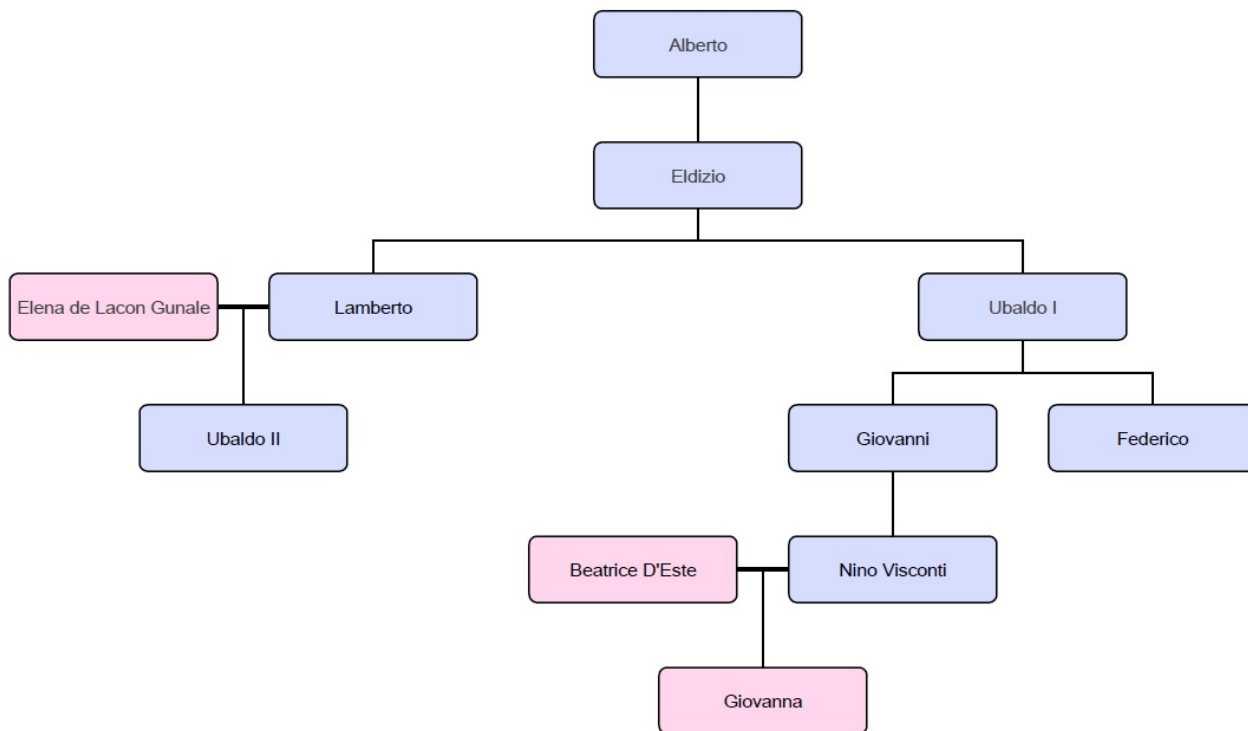 Alberto
Eldizio
Elena de Lacon Gunale
Lamberto
Ubaldo I
Ubaldo II
Giovanni
Federico
Beatrice D'Este
Nino Visconti
Giovanna